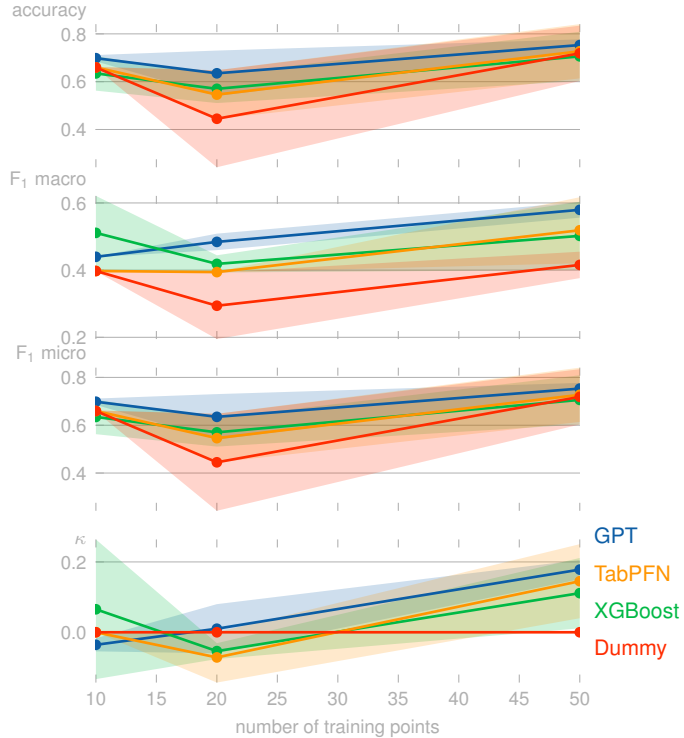 accuracy
0.8
0.6
0.4
F₁ macro
0.6
0.4
0.2
F₁ micro
0.8
0.6
0.4
κ
0.2
0.0
GPT
TabPFN
XGBoost
Dummy
10 15 20 25 30 35 40 45 50
number of training points